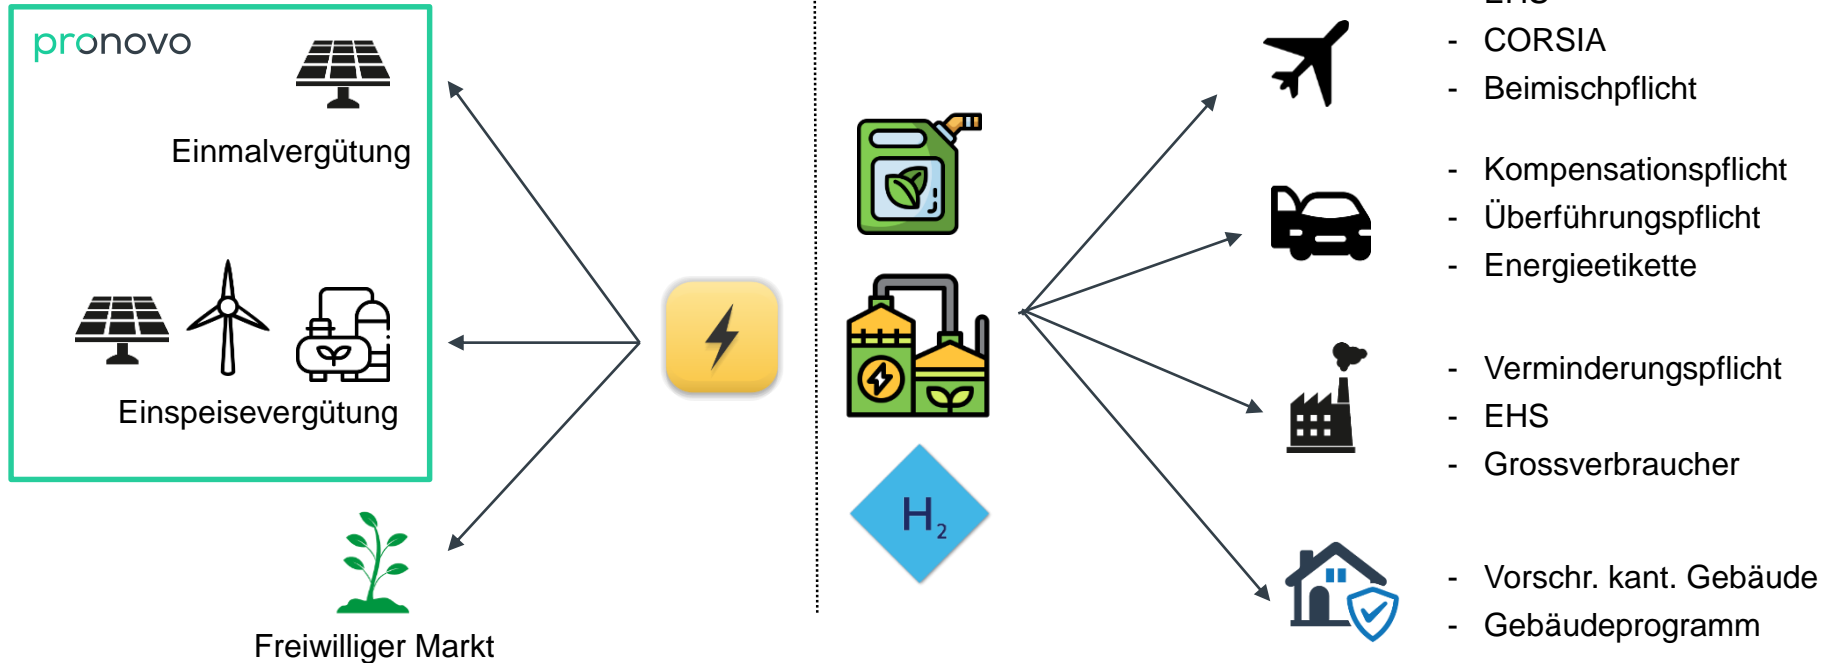 pronovo
Einmalvergütung
Einspeisevergütung
Freiwilliger Markt
H2
- CORSIA
- Beimischpflicht
- Kompensationspflicht
- Überführungspflicht
- Energieetikette
- Verminderungspflicht
- EHS
- Grossverbraucher
- Vorschr. kant. Gebäude
- Gebäudeprogramm